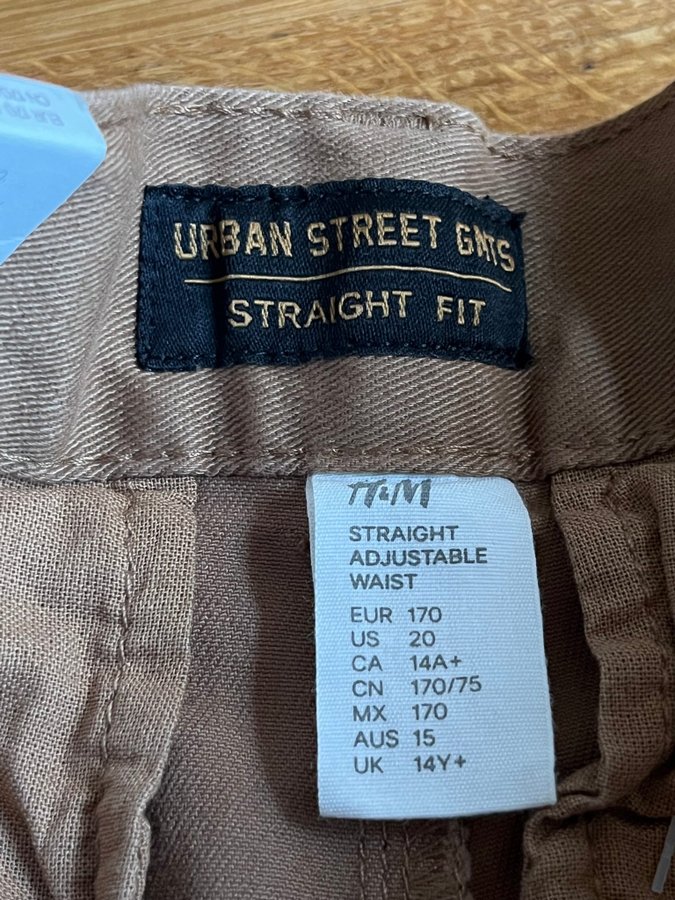 URBAN STREET GMTS
STRAIGHT FIT
H&M
STRAIGHT
ADJUSTABLE
WAIST
EUR 170
US 20
CA 14A+
CN 170/75
MX 170
AUS 15
UK 14Y+